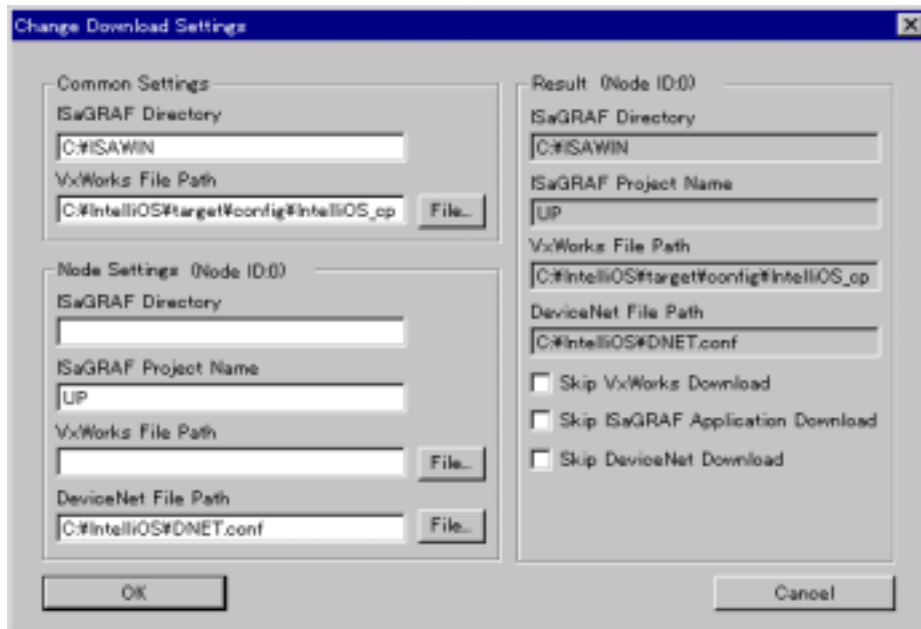 Change Download Settings
Common Settings
ISaGRAF Directory
C:¥ISAWIN
VxWorks File Path
C:¥IntelliOS¥target¥config¥IntelliOS_cp
File...
Node Settings (Node ID:0)
ISaGRAF Directory
ISaGRAF Project Name
UP
VxWorks File Path
File...
DeviceNet File Path
C:¥IntelliOS¥DNET.conf
File...
OK
Result (Node ID:0)
ISaGRAF Directory
C:¥ISAWIN
ISaGRAF Project Name
UP
VxWorks File Path
C:¥IntelliOS¥target¥config¥IntelliOS_cp
DeviceNet File Path
C:¥IntelliOS¥DNET.conf
Skip VxWorks Download
Skip ISaGRAF Application Download
Skip DeviceNet Download
Cancel